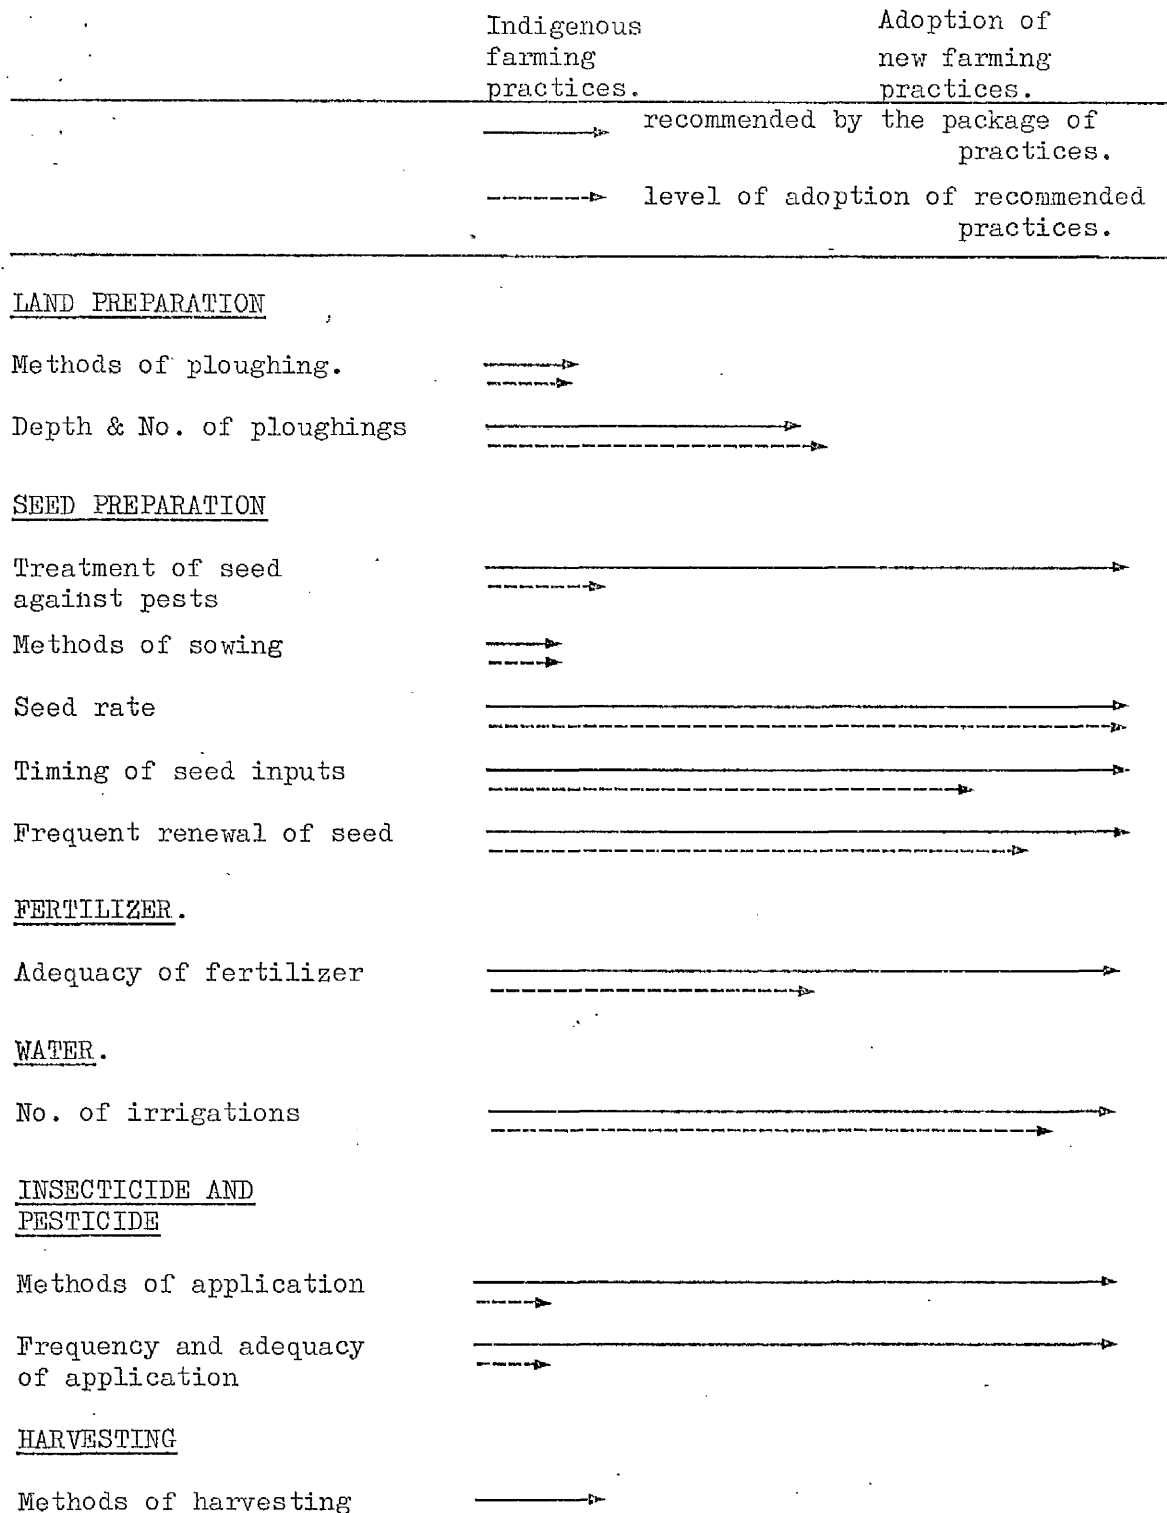 Indigenous farming practices.
Adoption of new farming practices.
recommended by the package of
practices.
level of adoption of recommended
practices.
LAND PREPARATION
Methods of ploughing.
Depth & No. of ploughings
SEED PREPARATION
Treatment of seed
against pests
Methods of sowing
Seed rate
Timing of seed inputs
Frequent renewal of seed
FERTILIZER.
Adequacy of fertilizer
WATER.
No. of irrigations
INSECTICIDE AND
PESTICIDE
Methods of application
Frequency and adequacy
of application
HARVESTING
Methods of harvesting